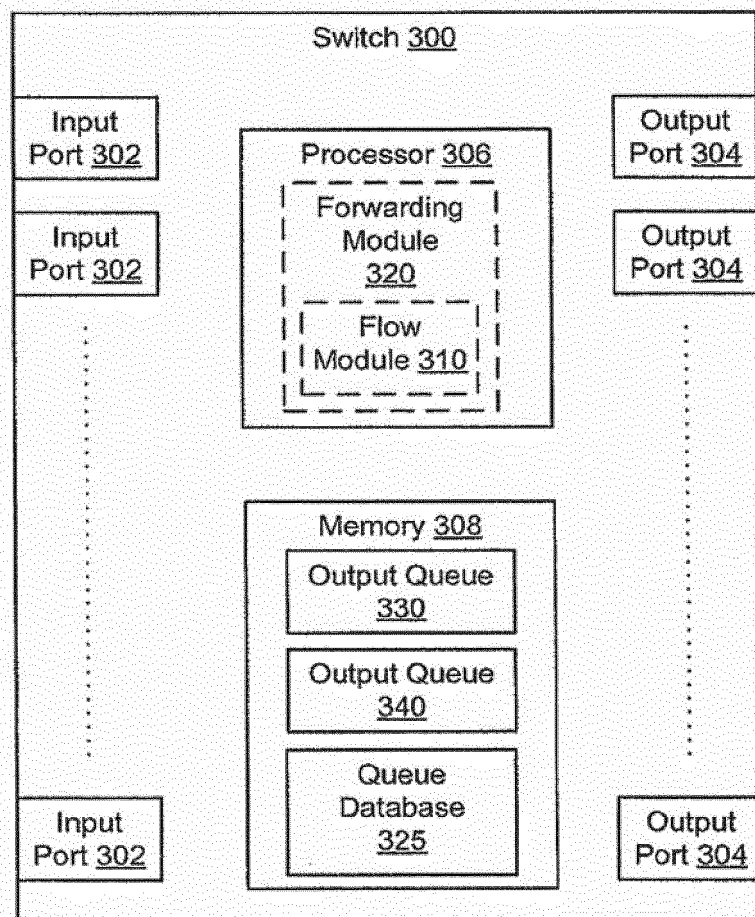 Switch 300
Input
Port 302
Processor 306
Output
Port 304
Forwarding
Module
320
Input
Port 302
Output
Port 304
Flow
Module 310
Memory 308
Output Queue
330
Output Queue
340
Queue
Database
325
Input
Port 302
Output
Port 304